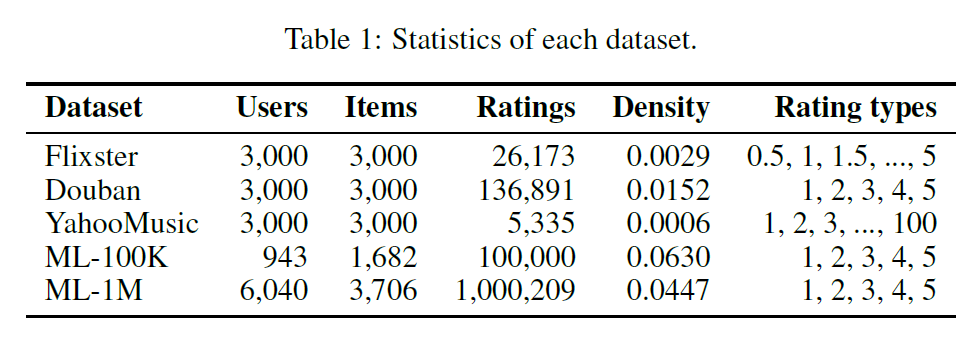 Table 1: Statistics of each dataset.
Dataset Users Items Ratings Density Rating types
Flixster 3,000 3,000 26,173 0.0029 0.5, 1, 1.5, ..., 5
Douban 3,000 3,000 136,891 0.0152 1, 2, 3, 4, 5
YahooMusic 3,000 3,000 5,335 0.0006 1, 2, 3, ..., 100
ML-100K 943 1,682 100,000 0.0630 1, 2, 3, 4, 5
ML-1M 6,040 3,706 1,000,209 0.0447 1, 2, 3, 4, 5